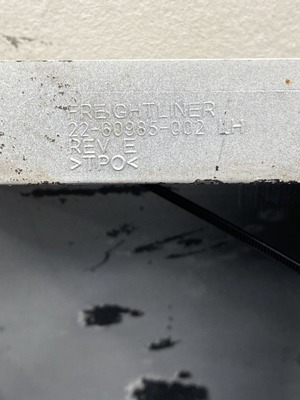 FREIGHTLINER
22-60985-002 LH
REV E
>TPO<